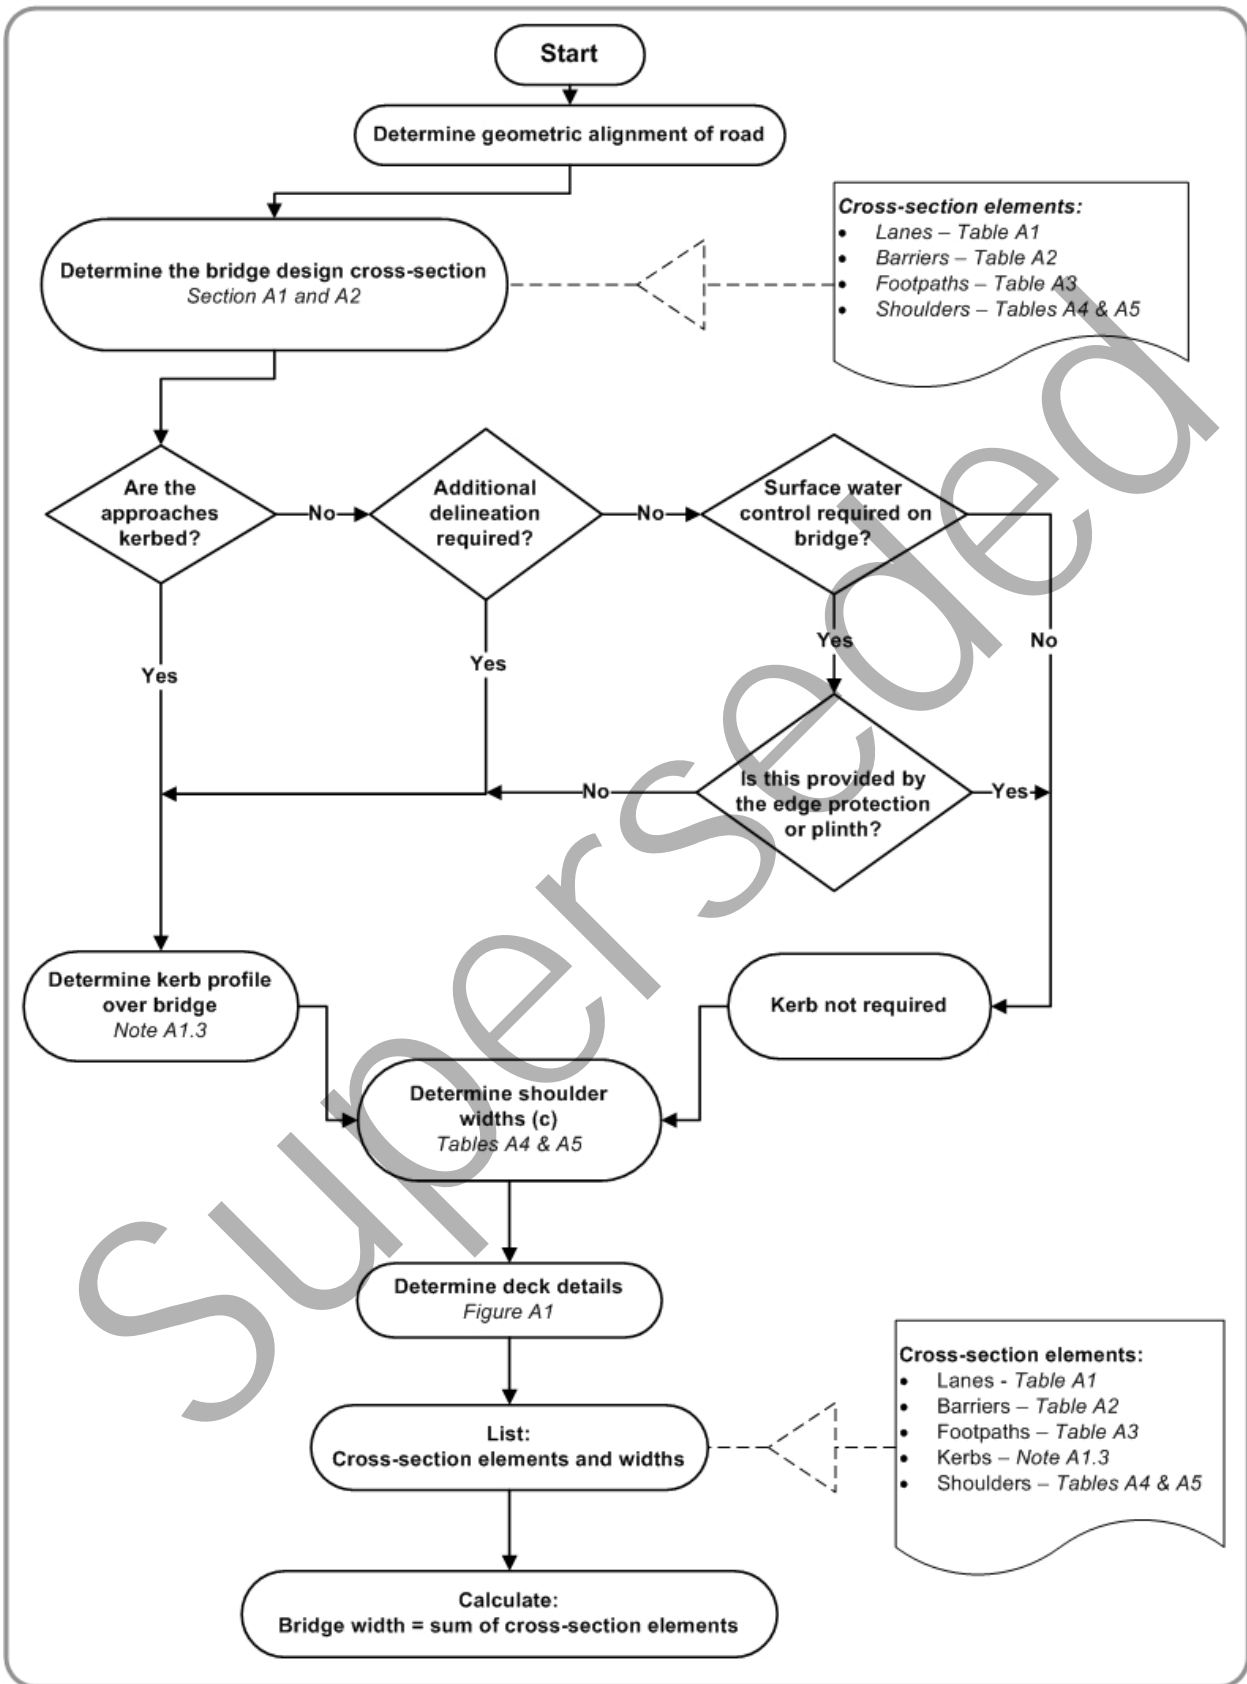 Start
Determine geometric alignment of road
Cross-section elements:
• Lanes – Table A1
• Barriers – Table A2
• Footpaths – Table A3
• Shoulders – Tables A4 & A5
Determine the bridge design cross-section
Section A1 and A2
Are the
approaches
kerbed?
No
Additional
delineation
required?
No
Surface water
control required on
bridge?
Yes
Yes
Yes
No
Is this provided by
the edge protection
or plinth?
No
Yes
Determine kerb profile
over bridge
Note A1.3
Kerb not required
Determine shoulder
widths (c)
Tables A4 & A5
Determine deck details
Figure A1
List:
Cross-section elements and widths
Cross-section elements:
• Lanes - Table A1
• Barriers – Table A2
• Footpaths – Table A3
• Kerbs – Note A1.3
• Shoulders – Tables A4 & A5
Calculate:
Bridge width = sum of cross-section elements
Superseded